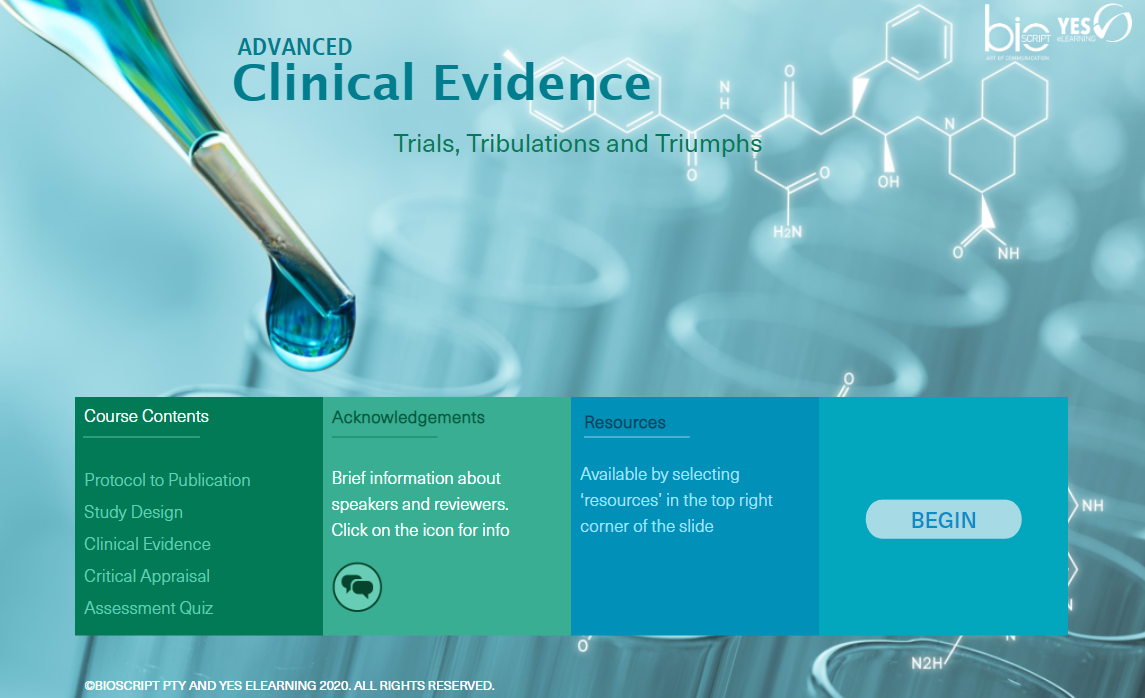 ADVANCED
Clinical Evidence
Trials, Tribulations and Triumphs
bioSCRIPT
ART OF COMMUNICATION
YES
eLEARNING
NH
O
O
O
H2N
N
OH
O
NH
O
Course Contents
Protocol to Publication
Study Design
Clinical Evidence
Critical Appraisal
Assessment Quiz
Acknowledgements
Brief information about
speakers and reviewers.
Click on the icon for info
Resources
Available by selecting
‘resources’ in the top right
corner of the slide
BEGIN
NH
N
O
N
N2H
©BIOSCRIPT PTY AND YES ELEARNING 2020. ALL RIGHTS RESERVED.